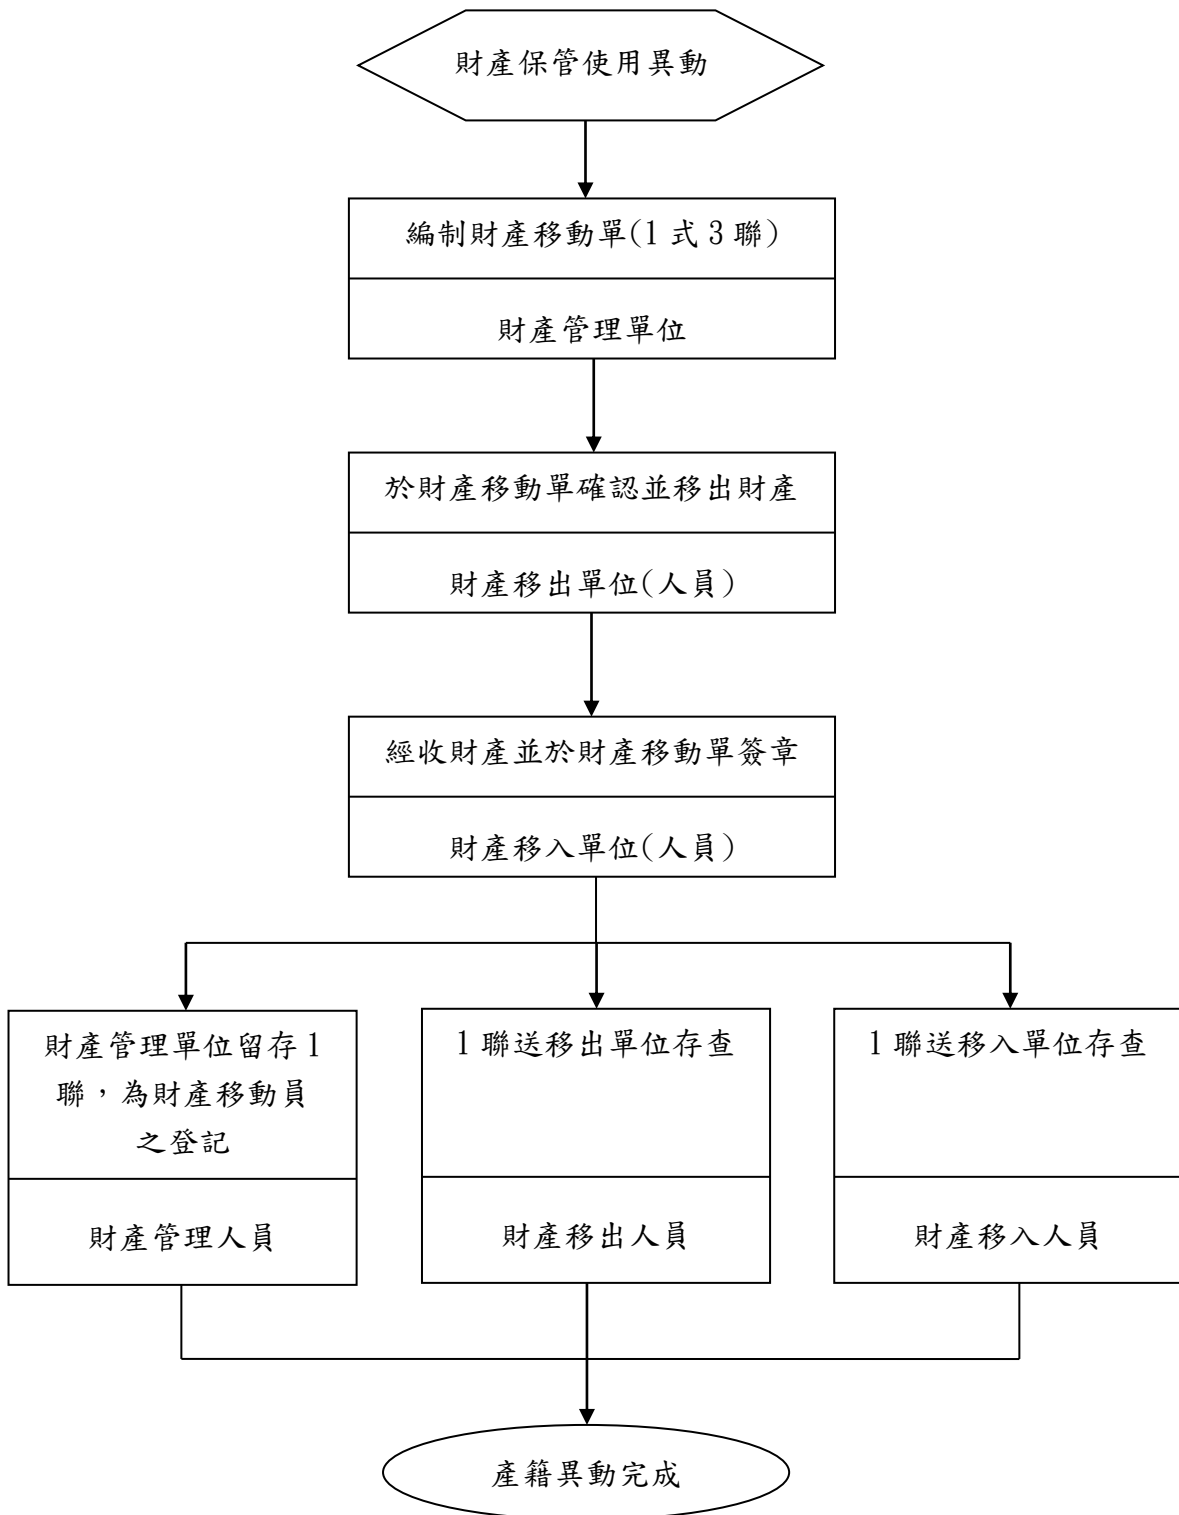 財產保管使用異動
編制財產移動單(1 式 3 聯)
財產管理單位
於財產移動單確認並移出財產
財產移出單位(人員)
經收財產並於財產移動單簽章
財產移入單位(人員)
財產管理單位留存 1
聯，為財產移動員
之登記
財產管理人員
1 聯送移出單位存查
財產移出人員
1 聯送移入單位存查
財產移入人員
產籍異動完成